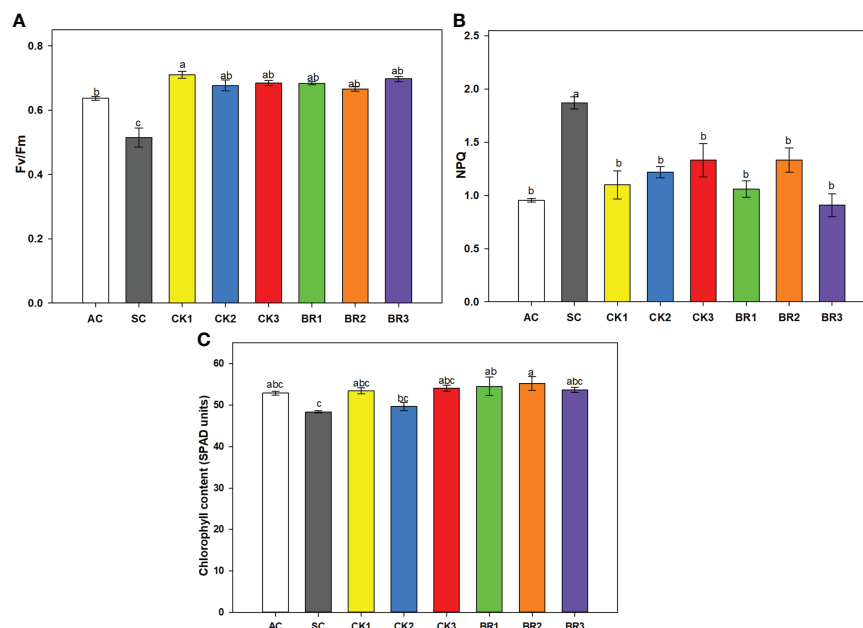 A
Fv/Fm
0.8
0.6
0.4
0.2
0.0
b
c
a
ab
ab
ab
ab
ab
AC SC CK1 CK2 CK3 BR1 BR2 BR3
B
NPQ
2.5
2.0
1.5
1.0
0.5
0.0
b
a
b
b
b
b
b
b
AC SC CK1 CK2 CK3 BR1 BR2 BR3
C
Chlorophyll content (SPAD units)
60
50
40
30
20
10
0
abc
c
abc
bc
abc
ab
a
abc
AC SC CK1 CK2 CK3 BR1 BR2 BR3